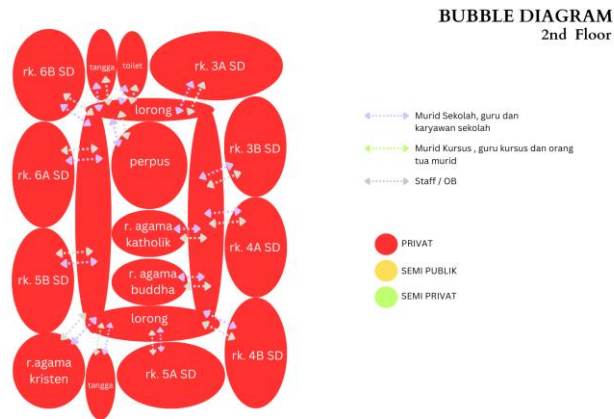 BUBBLE DIAGRAM
2nd Floor
rk. 6B SD
tangga
toilet
rk. 3A SD
lorong
rk. 6A SD
perpus
rk. 3B SD
r. agama
katholik
rk. 4A SD
rk. 5B SD
r. agama
buddha
lorong
rk. 4B SD
r.agama
kristen
tangga
rk. 5A SD
Murid Sekolah, guru dan
karyawan sekolah
Murid Kursus , guru kursus dan orang
tua murid
Staff / OB
PRIVAT
SEMI PUBLIK
SEMI PRIVAT